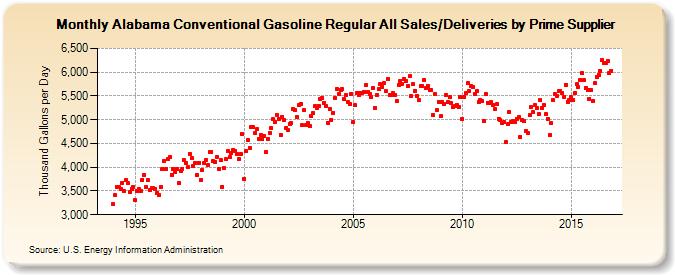 Monthly Alabama Conventional Gasoline Regular All Sales/Deliveries by Prime Supplier
Thousand Gallons per Day
6,500
6,000
5,500
5,000
4,500
4,000
3,500
3,000
1995 2000 2005 2010 2015
Source: U.S. Energy Information Administration